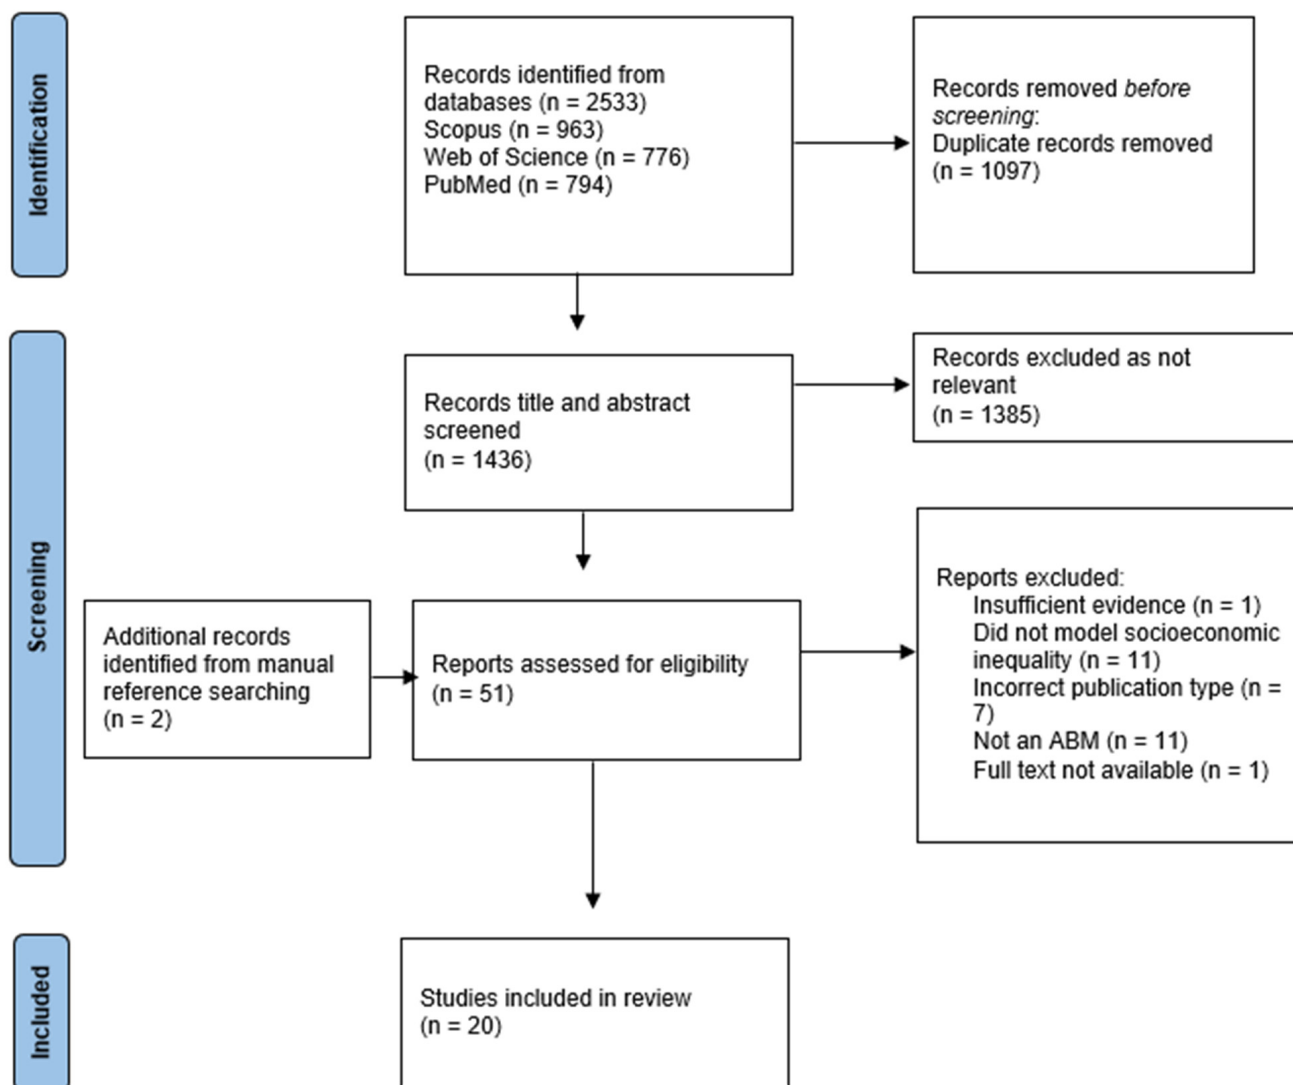 Identification
Records identified from
databases (n = 2533)
Scopus (n = 963)
Web of Science (n = 776)
PubMed (n = 794)
Records removed before
screening:
Duplicate records removed
(n = 1097)
Screening
Records title and abstract
screened
(n = 1436)
Records excluded as not
relevant
(n = 1385)
Additional records
identified from manual
reference searching
(n = 2)
Reports assessed for eligibility
(n = 51)
Reports excluded:
Insufficient evidence (n = 1)
Did not model socioeconomic
inequality (n = 11)
Incorrect publication type (n =
7)
Not an ABM (n = 11)
Full text not available (n = 1)
Included
Studies included in review
(n = 20)